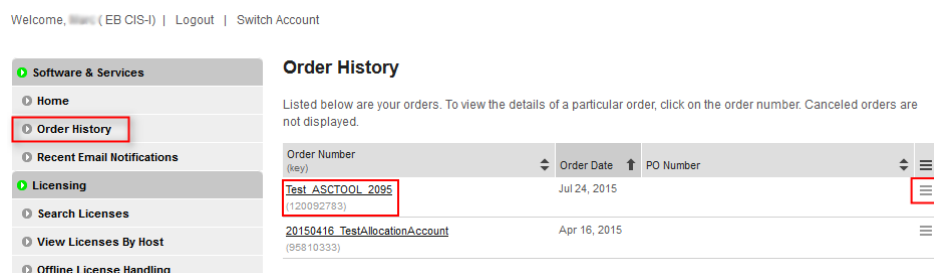 Welcome, ( EB CIS-I) | Logout | Switch Account
Software & Services
Home
Order History
Recent Email Notifications
Licensing
Search Licenses
View Licenses By Host
Offline License Handling
Order History
Listed below are your orders. To view the details of a particular order, click on the order number. Canceled orders are
not displayed.
Order Number
(key)
Order Date
PO Number
Test_ASCTOOL_2095
Jul 24, 2015
(120092783)
20150416_TestAllocationAccount
Apr 16, 2015
(95810333)